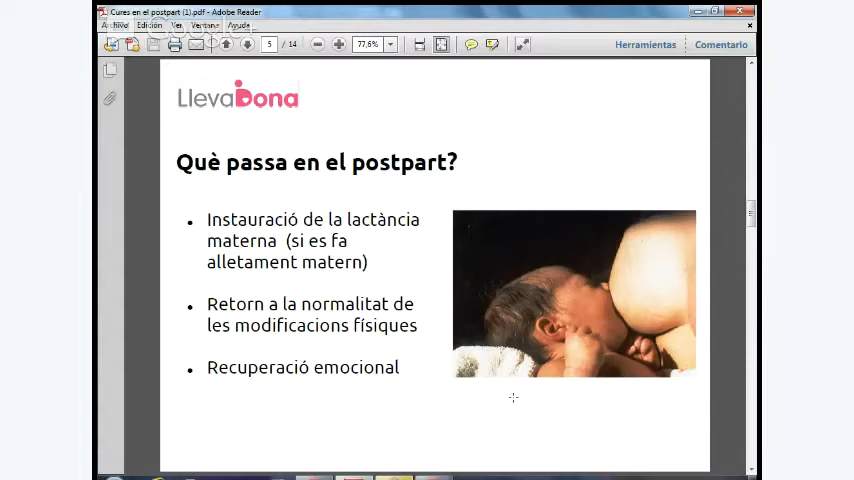 Cures en el postpart (1).pdf - Adobe Reader
Archivo Edición Ver Ventana Ayuda
Google+
5 / 14 77,6% Herramientas Comentario
LlevaDona
Què passa en el postpart?
• Instauració de la lactància
materna (si es fa
alletament matern)
• Retorn a la normalitat de
les modificacions físiques
• Recuperació emocional